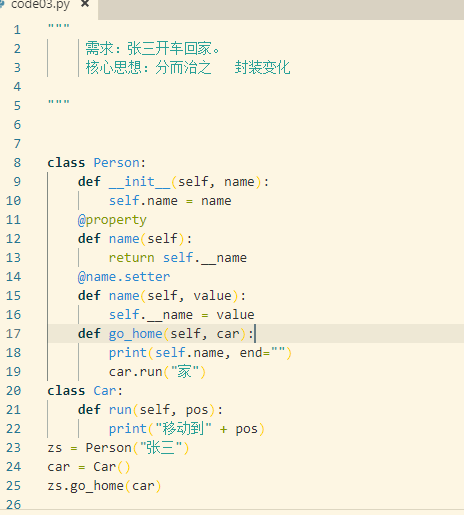 code03.py ×
1 """
2 需求：张三开车回家。
3 核心思想：分而治之 封装变化
4
5 """
6
7
8 class Person:
9 def __init__(self, name):
10 self.name = name
11 @property
12 def name(self):
13 return self.__name
14 @name.setter
15 def name(self, value):
16 self.__name = value
17 def go_home(self, car):
18 print(self.name, end="")
19 car.run("家")
20 class Car:
21 def run(self, pos):
22 print("移动到" + pos)
23 zs = Person("张三")
24 car = Car()
25 zs.go_home(car)
26